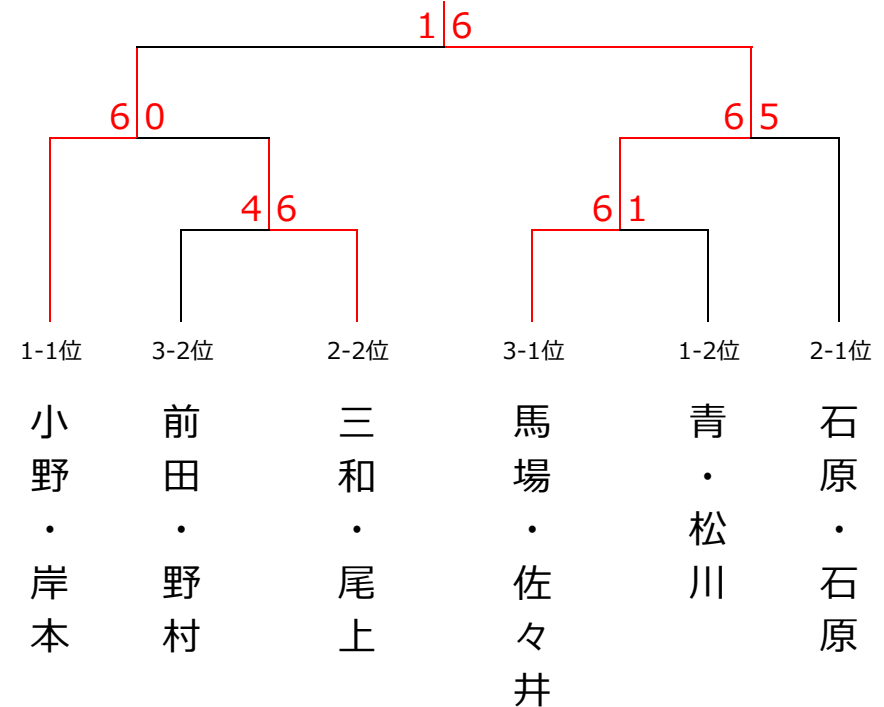 1 6
6 0
6 5
4 6
6 1
1-1位
3-2位
2-2位
3-1位
1-2位
2-1位
小野・岸本
前田・野村
三和・尾上
馬場・佐々井
青・松川
石原・石原